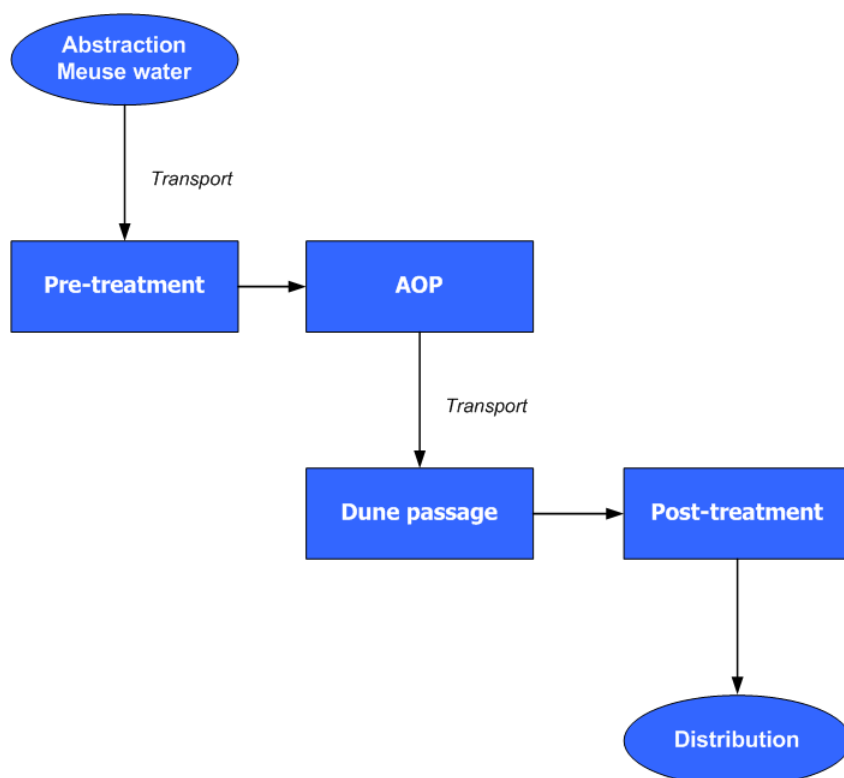 Abstraction
Meuse water
Transport
Pre-treatment
AOP
Transport
Dune passage
Post-treatment
Distribution